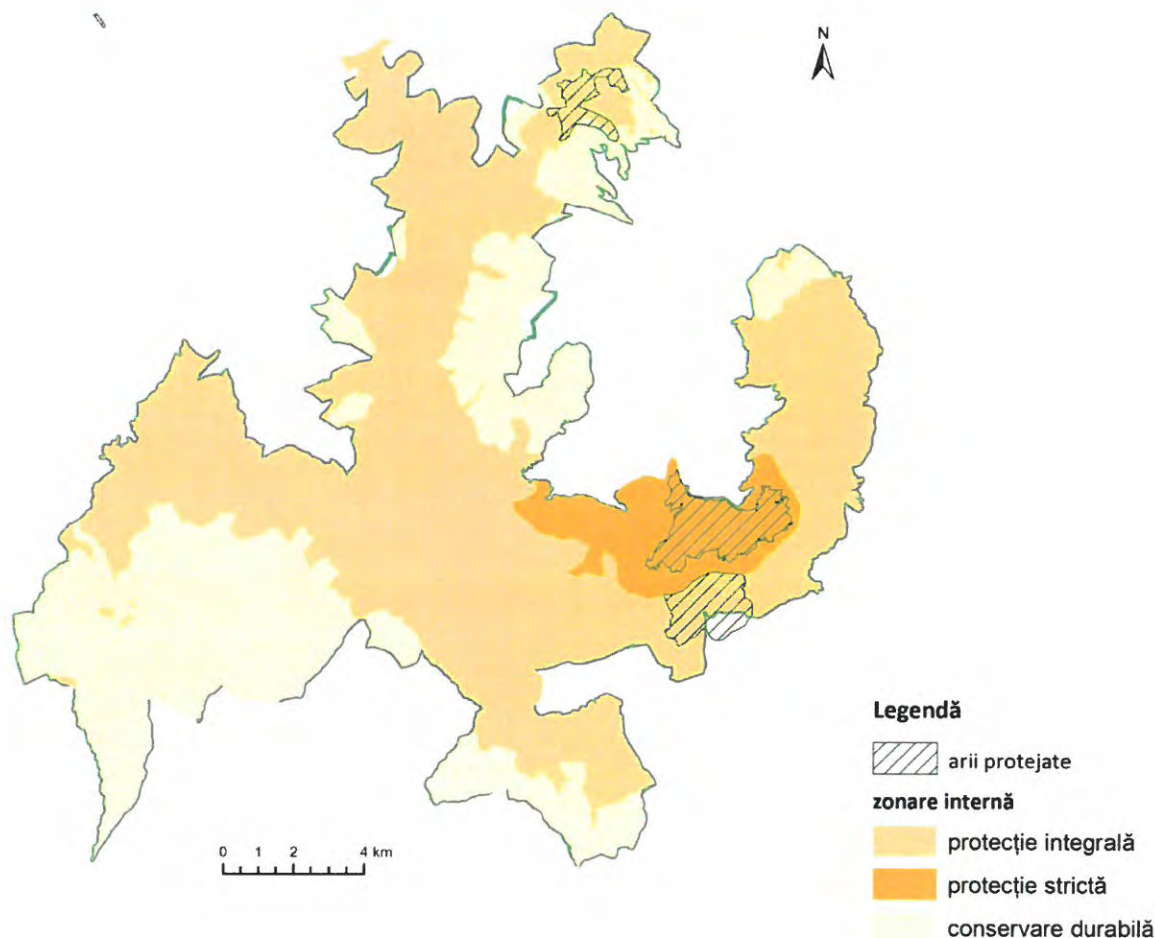 N
Legendă
arii protejate
zonare internă
protecție integrală
protecție strictă
conservare durabilă
0 1 2 4 km